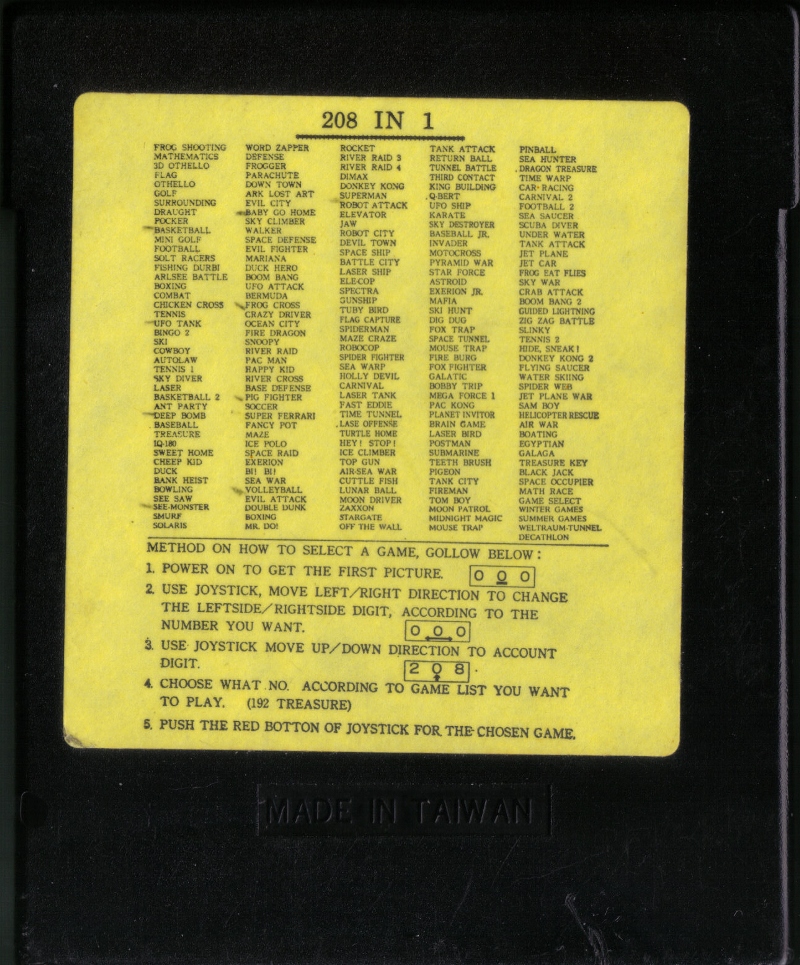 208 IN 1
FROG SHOOTING
MATHEMATICS
3D OTHELLO
FLAG
OTHELLO
GOLF
SURROUNDING
DRAUGHT
POCKER
BASKETBALL
MINI GOLF
FOOTBALL
SOLT RACERS
FISHING DURBI
ARLSEE BATTLE
BOXING
COMBAT
CHICKEN CROSS
TENNIS
UFO TANK
BINGO 2
SKI
COWBOY
AUTOLAW
TENNIS 1
SKY DIVER
LASER
BASKETBALL 2
ANT PARTY
DEEP BOMB
BASEBALL
TREASURE
IQ-180
SWEET HOME
CHEEP KID
DUCK
BANK HEIST
BOWLING
SEE SAW
SEE-MONSTER
SMURF
SOLARIS
WORD ZAPPER
DEFENSE
FROGGER
PARACHUTE
DOWN TOWN
ARK LOST ART
EVIL CITY
BABY GO HOME
SKY CLIMBER
WALKER
SPACE DEFENSE
EVIL FIGHTER
MARIANA
DUCK HERO
BOOM BANG
UFO ATTACK
BERMUDA
FROG CROSS
CRAZY DRIVER
OCEAN CITY
FIRE DRAGON
SNOOPY
RIVER RAID
PAC MAN
HAPPY KID
RIVER CROSS
BASE DEFENSE
PIG FIGHTER
SOCCER
SUPER FERRARI
FANCY POT
MAZE
ICE POLO
SPACE RAID
EXERION
BI! BI!
SEA WAR
VOLLEYBALL
EVIL ATTACK
DOUBLE DUNK
BOXING
MR. DO!
ROCKET
RIVER RAID 3
RIVER RAID 4
DIMAX
DONKEY KONG
SUPERMAN
ROBOT ATTACK
ELEVATOR
JAW
ROBOT CITY
DEVIL TOWN
SPACE SHIP
BATTLE CITY
LASER SHIP
ELE-COP
SPECTRA
GUNSHIP
TUBY BIRD
FLAG CAPTURE
SPIDERMAN
MAZE CRAZE
ROBOCOP
SPIDER FIGHTER
SEA WARP
HOLLY DEVIL
CARNIVAL
LASER TANK
FAST EDDIE
TIME TUNNEL
LASE OFFENSE
TURTLE HOME
HEY! STOP!
ICE CLIMBER
TOP GUN
AIR-SEA WAR
CUTTLE FISH
LUNAR BALL
MOON DRIVER
ZAXXON
STARGATE
OFF THE WALL
TANK ATTACK
RETURN BALL
TUNNEL BATTLE
THIRD CONTACT
KING BUILDING
Q-BERT
UFO SHIP
KARATE
SKY DESTROYER
BASEBALL JR.
INVADER
MOTOCROSS
PYRAMID WAR
STAR FORCE
ASTROID
EXERION JR.
MAFIA
SKI HUNT
DIG DUG
FOX TRAP
SPACE TUNNEL
MOUSE TRAP
FIRE BURG
FOX FIGHTER
GALATIC
BOBBY TRIP
MEGA FORCE 1
PAC KONG
PLANET INVITOR
BRAIN GAME
LASER BIRD
POSTMAN
SUBMARINE
TEETH BRUSH
PIGEON
TANK CITY
FIREMAN
TOM BOY
MOON PATROL
MIDNIGHT MAGIC
MOUSE TRAP
PINBALL
SEA HUNTER
DRAGON TREASURE
TIME WARP
CAR-RACING
CARNIVAL 2
FOOTBALL 2
SEA SAUCER
SCUBA DIVER
UNDER WATER
TANK ATTACK
JET PLANE
JET CAR
FROG EAT FLIES
SKY WAR
CRAB ATTACK
BOOM BANG 2
GUIDED LIGHTNING
ZIG ZAG BATTLE
SLINKY
TENNIS 2
HIDE, SNEAK!
DONKEY KONG 2
FLYING SAUCER
WATER SKIING
SPIDER WEB
JET PLANE WAR
SAM BOY
HELICOPTER RESCUE
AIR WAR
BOATING
EGYPTIAN
GALAGA
TREASURE KEY
BLACK JACK
SPACE OCCUPIER
MATH RACE
GAME SELECT
WINTER GAMES
SUMMER GAMES
WELTRAUM-TUNNEL
DECATHLON
METHOD ON HOW TO SELECT A GAME, GOLLOW BELOW:
1. POWER ON TO GET THE FIRST PICTURE. 0 0 0
2. USE JOYSTICK, MOVE LEFT/RIGHT DIRECTION TO CHANGE
THE LEFTSIDE/RIGHTSIDE DIGIT, ACCORDING TO THE
NUMBER YOU WANT. 0 0 0
3. USE JOYSTICK MOVE UP/DOWN DIRECTION TO ACCOUNT
DIGIT. 2 0 8
4. CHOOSE WHAT NO. ACCORDING TO GAME LIST YOU WANT
TO PLAY. (192 TREASURE)
5. PUSH THE RED BOTTON OF JOYSTICK FOR THE CHOSEN GAME.
MADE IN TAIWAN